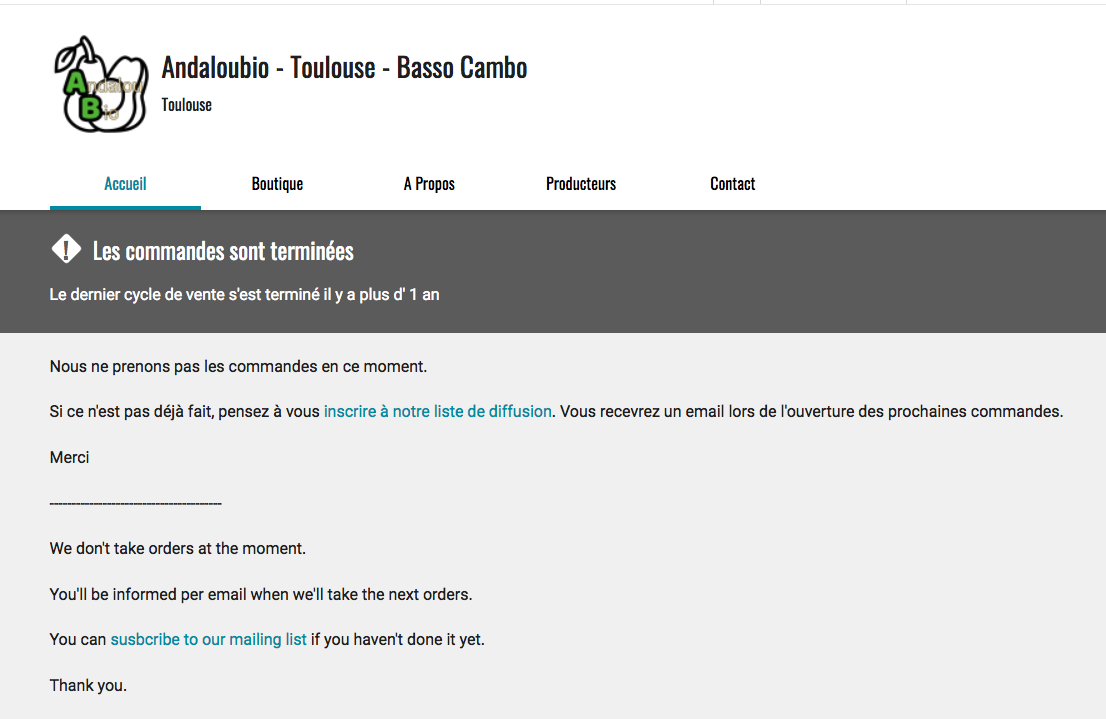 Andalou
Bio
Andaloubio - Toulouse - Basso Cambo
Toulouse
Accueil Boutique A Propos Producteurs Contact
Les commandes sont terminées
Le dernier cycle de vente s'est terminé il y a plus d' 1 an
Nous ne prenons pas les commandes en ce moment.
Si ce n'est pas déjà fait, pensez à vous inscrire à notre liste de diffusion. Vous recevrez un email lors de l'ouverture des prochaines commandes.
Merci
----------------------------------------
We don't take orders at the moment.
You'll be informed per email when we'll take the next orders.
You can susbcribe to our mailing list if you haven't done it yet.
Thank you.